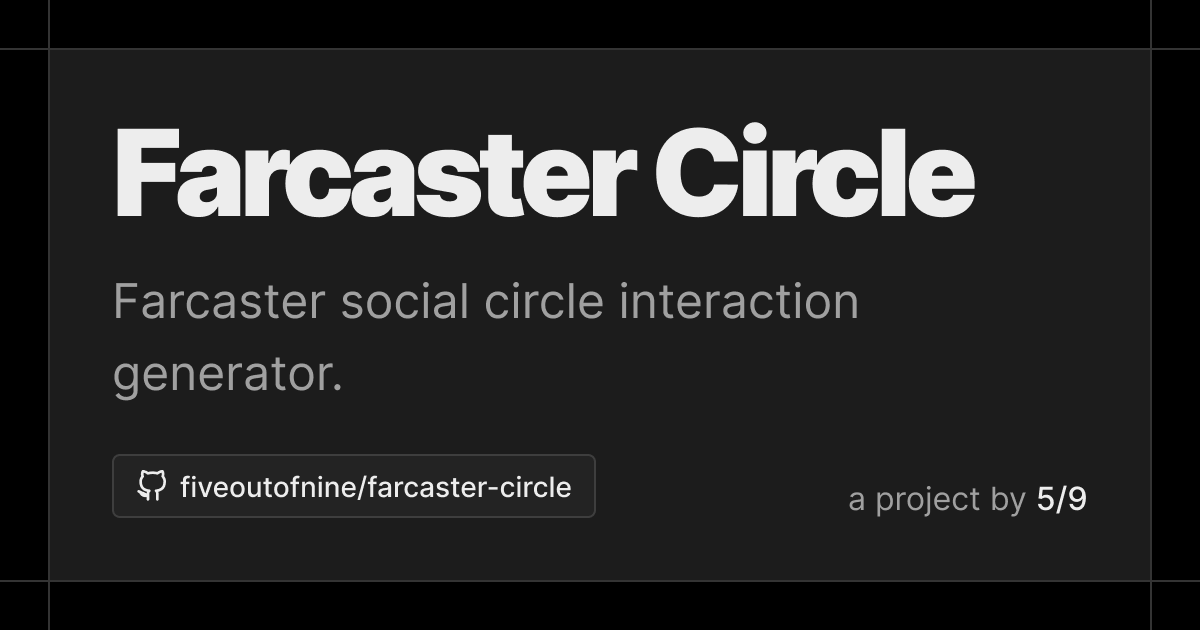 Farcaster Circle
Farcaster social circle interaction
generator.
fiveoutofnine/farcaster-circle
a project by 5/9